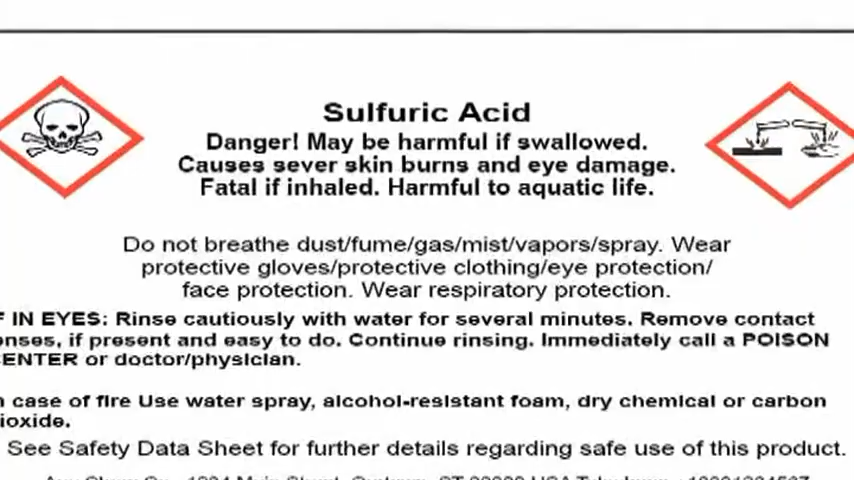 Sulfuric Acid
Danger! May be harmful if swallowed.
Causes sever skin burns and eye damage.
Fatal if inhaled. Harmful to aquatic life.
Do not breathe dust/fume/gas/mist/vapors/spray. Wear
protective gloves/protective clothing/eye protection/
face protection. Wear respiratory protection.
F IN EYES: Rinse cautiously with water for several minutes. Remove contact
enses, if present and easy to do. Continue rinsing. Immediately call a POISON
CENTER or doctor/physician.
n case of fire Use water spray, alcohol-resistant foam, dry chemical or carbon
ioxide.
See Safety Data Sheet for further details regarding safe use of this product.